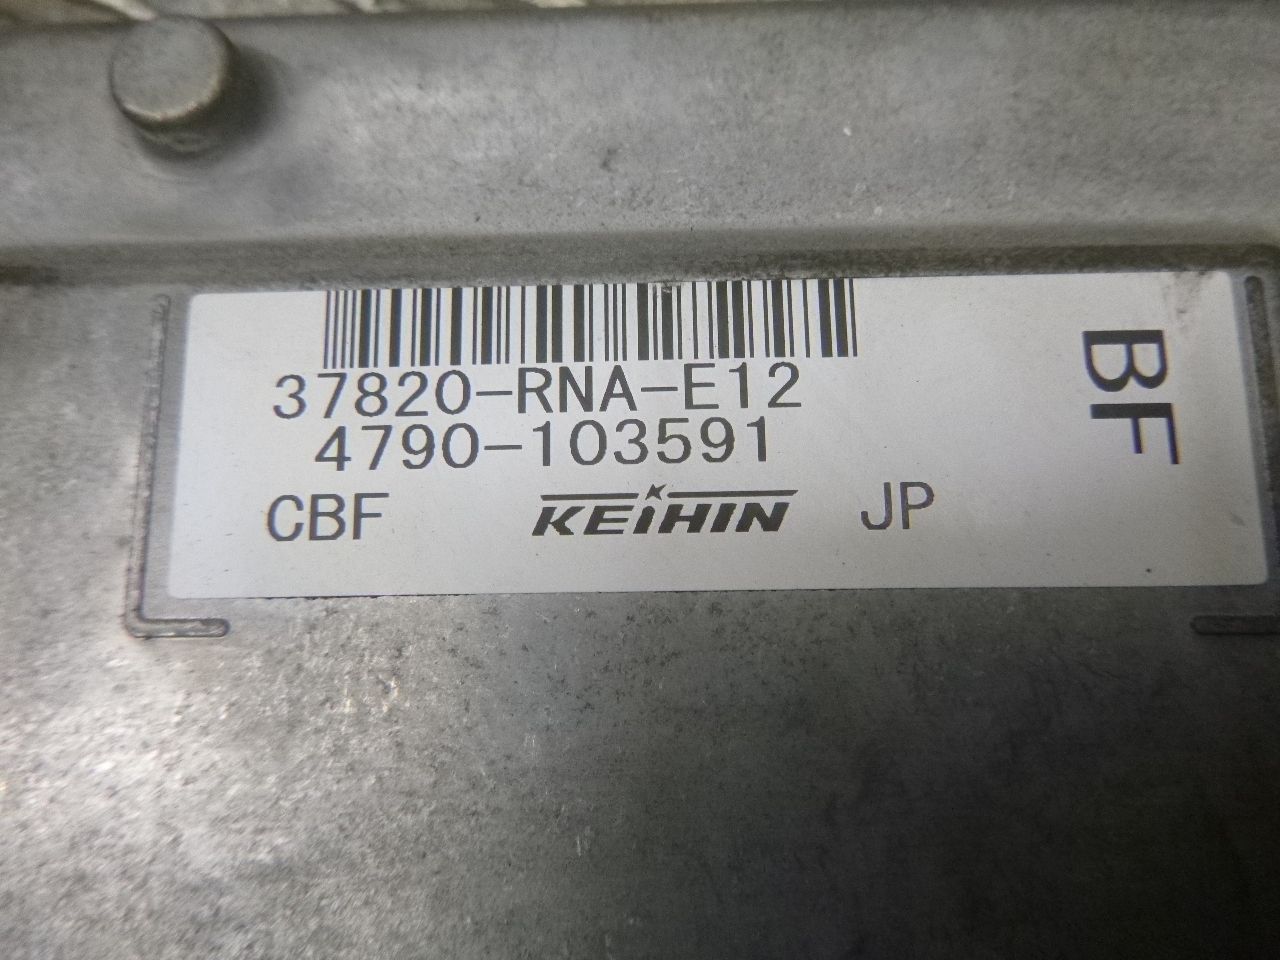 37820-RNA-E12
4790-103591
CBF KEIHIN JP
BF